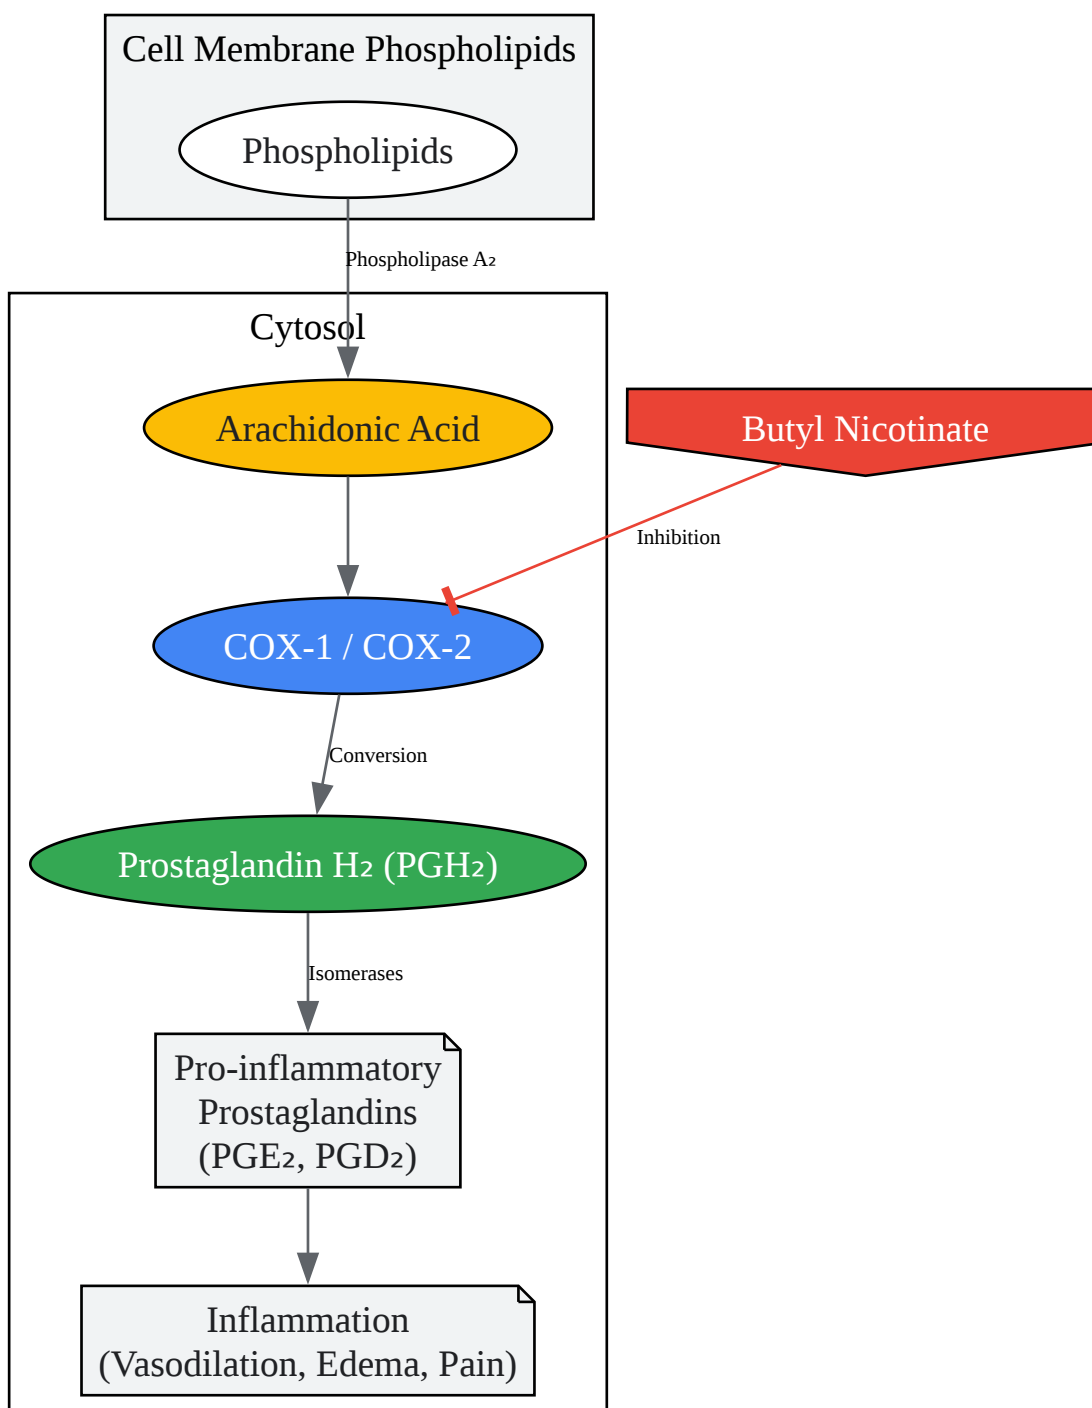 Cell Membrane Phospholipids
Phospholipids
Phospholipase A₂
Cytosol
Arachidonic Acid
Butyl Nicotinate
Inhibition
COX-1 / COX-2
Conversion
Prostaglandin H₂ (PGH₂)
Isomerases
Pro-inflammatory
Prostaglandins
(PGE₂, PGD₂)
Inflammation
(Vasodilation, Edema, Pain)